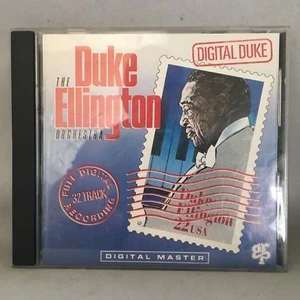 DIGITAL DUKE
THE
Duke
Ellington
ORCHESTRA
FULL DIGITAL
32 TRACK
RECORDING
Duke
Ellington
22 USA
DIGITAL MASTER
GRP